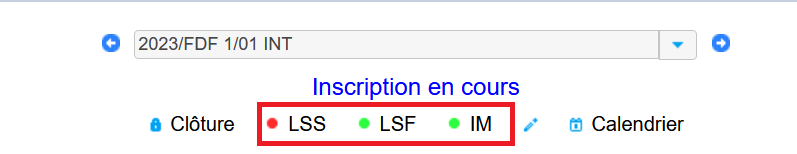 2023/FDF 1/01 INT
Inscription en cours
Clôture LSS LSF IM Calendrier